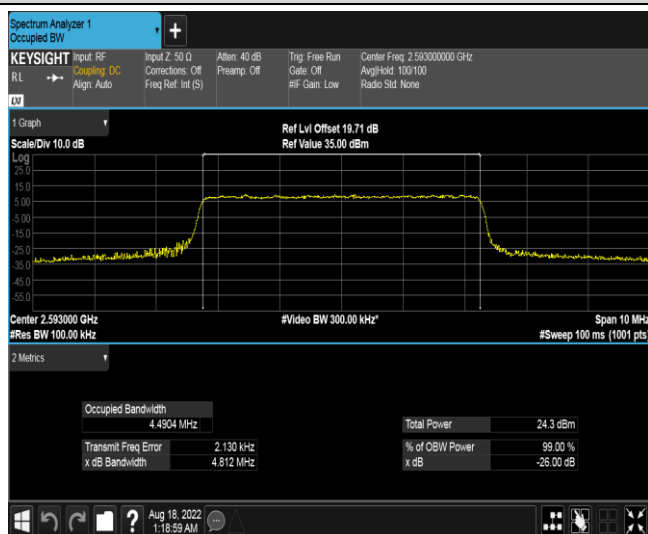 Spectrum Analyzer 1
Occupied BW
+
KEYSIGHT
RL
LXI
Input: RF
Coupling: DC
Align: Auto
Input Z: 50 Ω
Corrections: Off
Freq Ref: Int (S)
Atten: 40 dB
Preamp: Off
Trig: Free Run
Gate: Off
#IF Gain: Low
Center Freq: 2.593000000 GHz
Avg|Hold: 100/100
Radio Std: None
1 Graph
Scale/Div 10.0 dB
Ref Lvl Offset 19.71 dB
Ref Value 35.00 dBm
Log
25.0
15.0
5.00
-5.00
-15.0
-25.0
-35.0
-45.0
-55.0
Center 2.593000 GHz
#Res BW 100.00 kHz
#Video BW 300.00 kHz*
Span 10 MHz
#Sweep 100 ms (1001 pts)
2 Metrics
Occupied Bandwidth
4.4904 MHz
Transmit Freq Error 2.130 kHz
x dB Bandwidth 4.812 MHz
Total Power 24.3 dBm
% of OBW Power 99.00 %
x dB -26.00 dB
?
Aug 18, 2022
1:18:59 AM